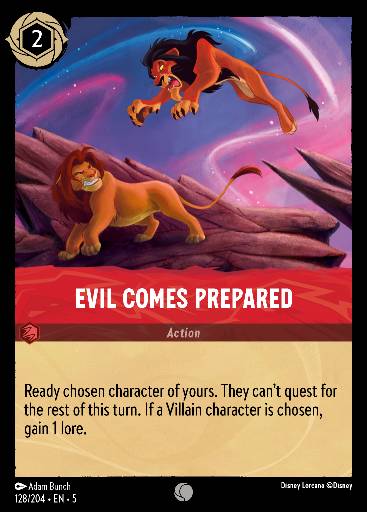 2
EVIL COMES PREPARED
Action
Ready chosen character of yours. They can't quest for
the rest of this turn. If a Villain character is chosen,
gain 1 lore.
Adam Bunch
Disney Lorcana ©Disney
128/204 • EN • 5